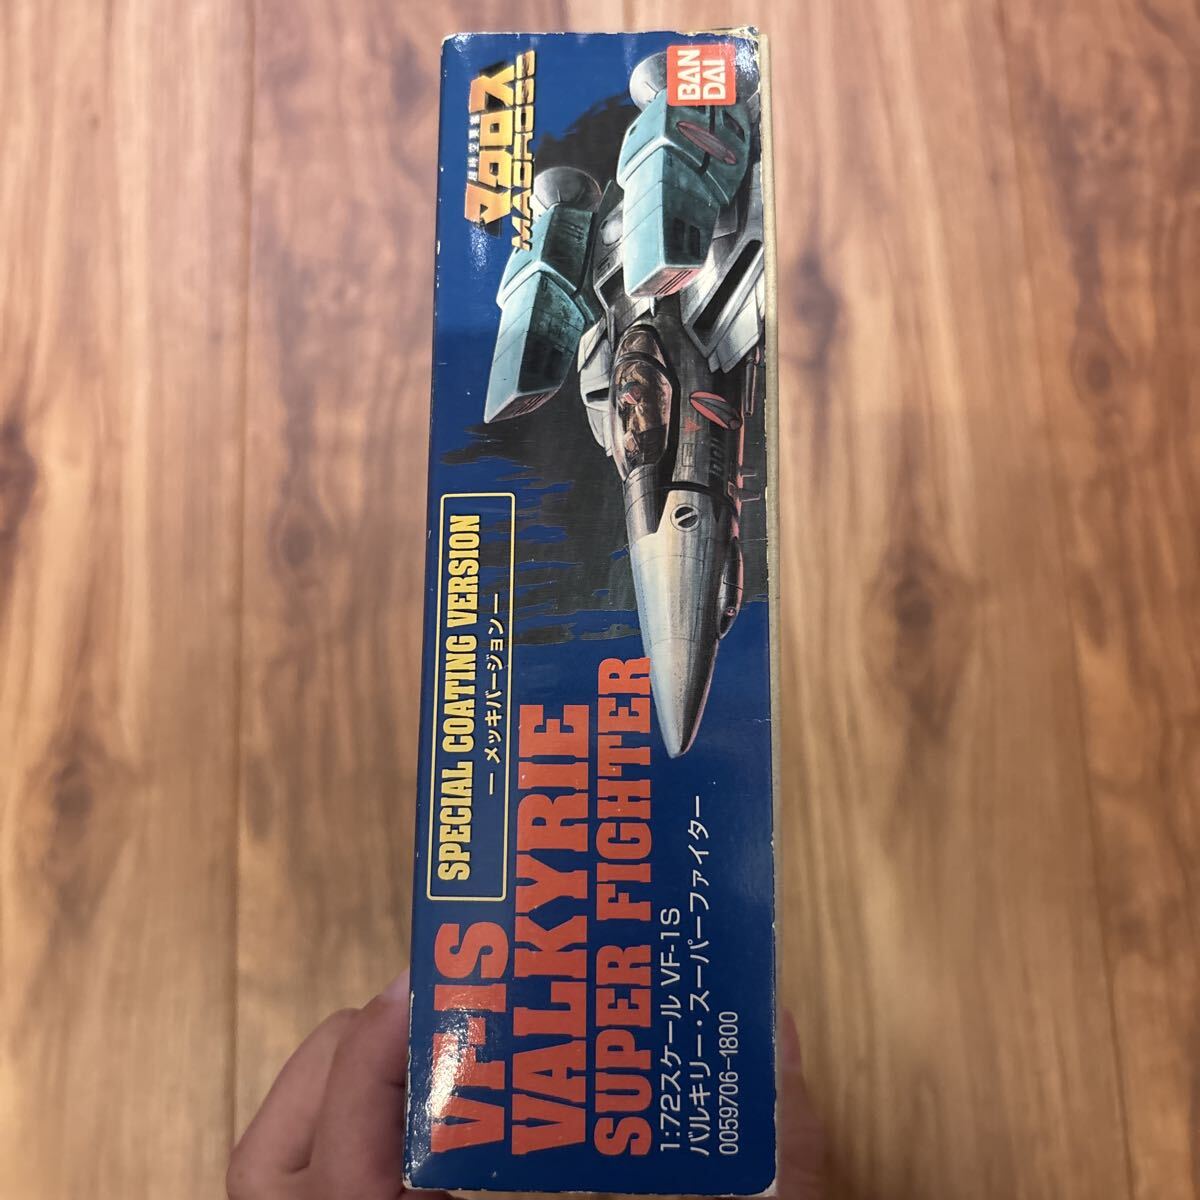 VF-1S
VALKYRIE
SUPER FIGHTER
SPECIAL COATING VERSION
ー メッキバージョン ー
1:72スケール VF-1S
バルキリー・スーパーファイター
0059706-1800
超時空要塞
マクロス
MACROSS
BAN
DAI